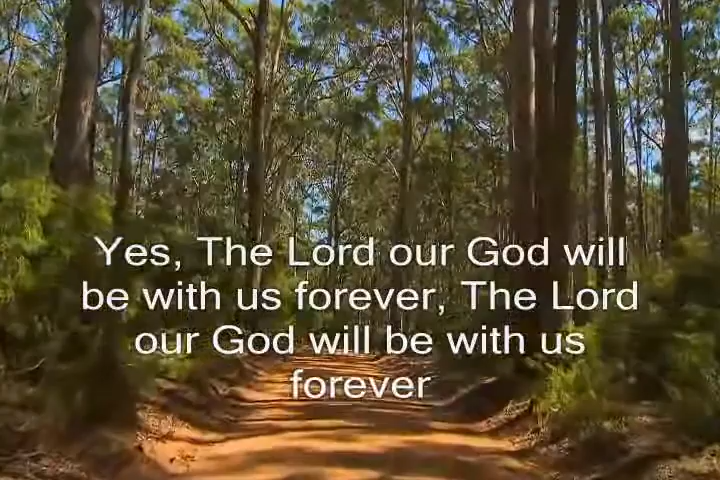 Yes, The Lord our God will
be with us forever, The Lord
our God will be with us
forever